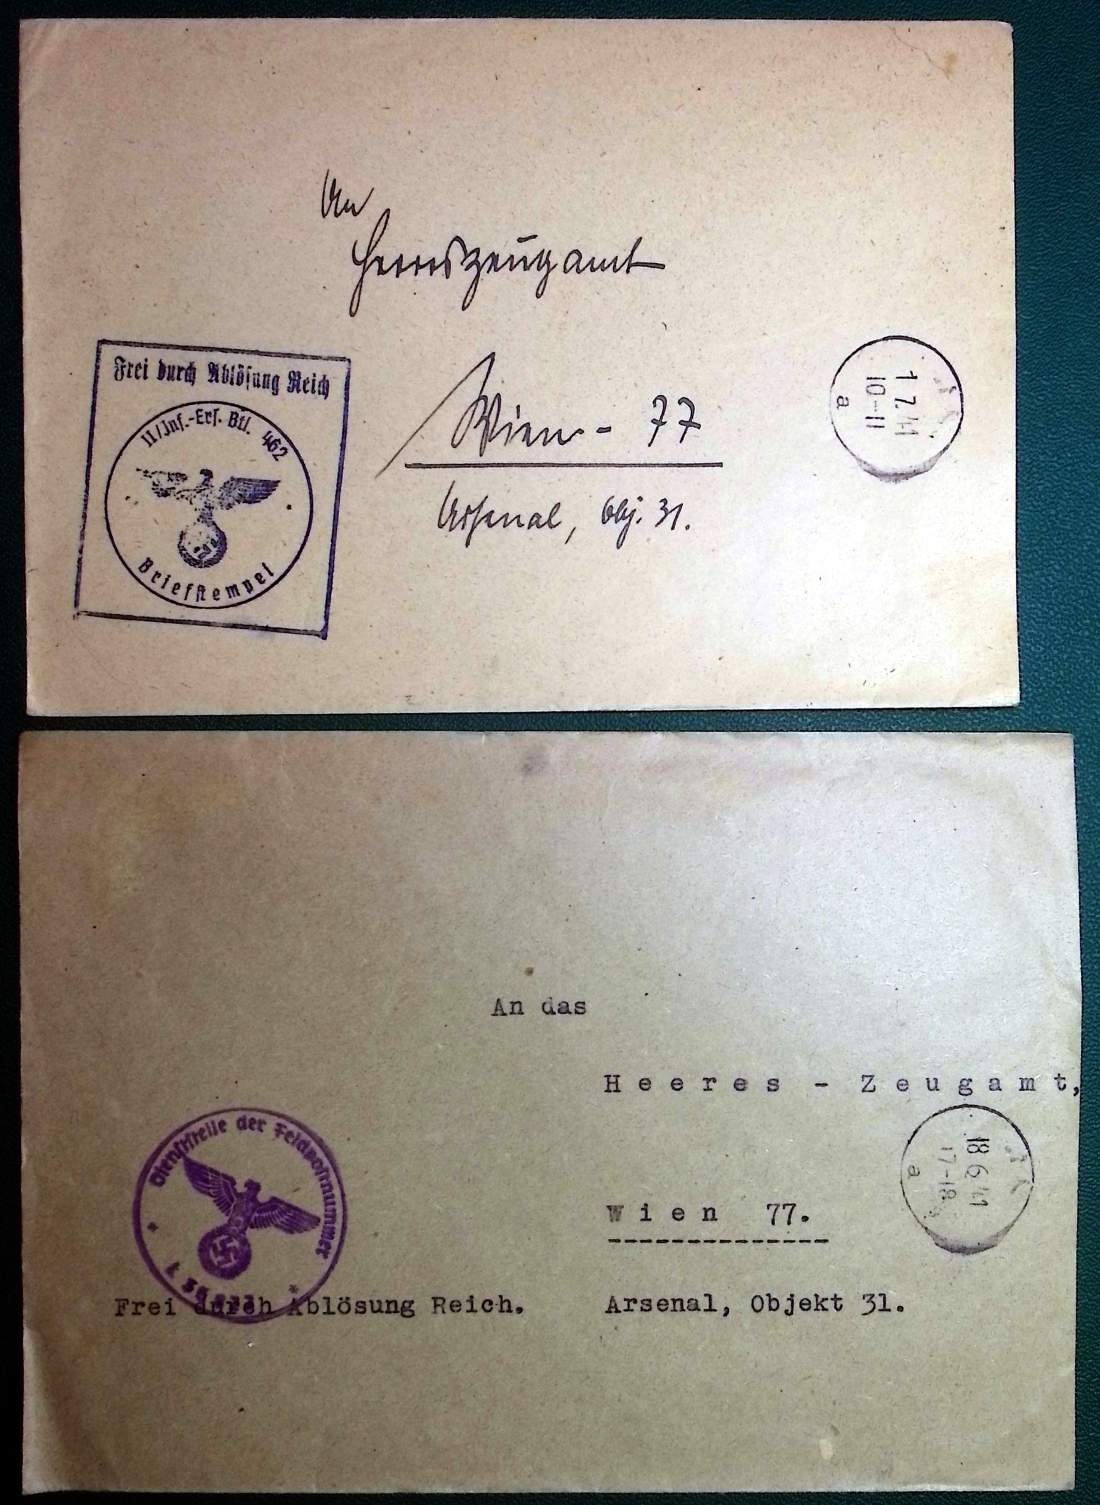 An
Heereszeugamt
Frei durch Ablösung Reich
II/Inf.-Ers. Btl. 462
Briefstempel
Wien - 77
Arsenal, Obj. 31.
1.7.41
10-11
a
An das
Heeres - Zeugamt,
Dienststelle der Feldpostnummer
18.6.41
17-18
a
Wien 77.
Frei durch Ablösung Reich.
Arsenal, Objekt 31.